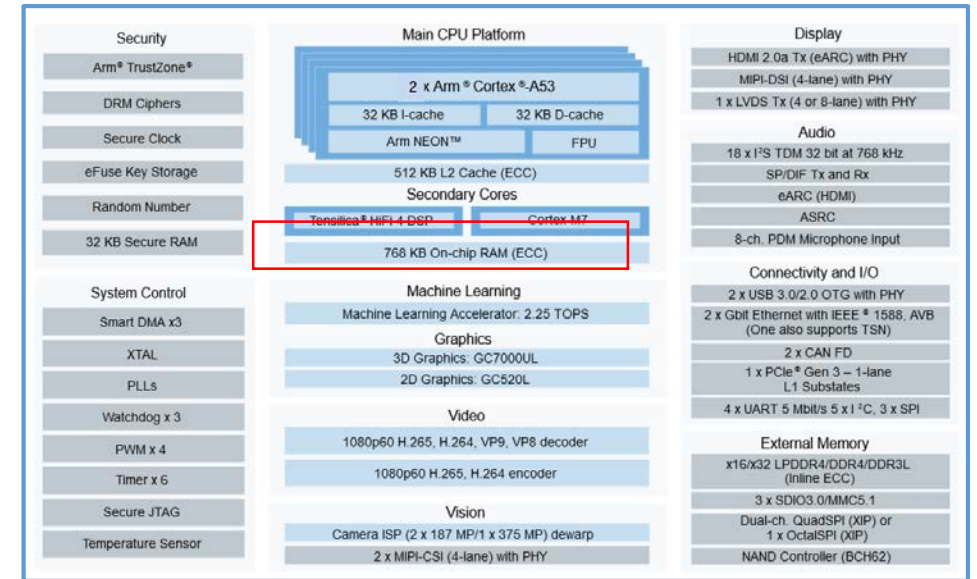 Security
Arm® TrustZone®
DRM Ciphers
Secure Clock
eFuse Key Storage
Random Number
32 KB Secure RAM
System Control
Smart DMA x3
XTAL
PLLs
Watchdog x 3
PWM x 4
Timer x 6
Secure JTAG
Temperature Sensor
Main CPU Platform
2 x Arm ® Cortex ®-A53
32 KB I-cache
32 KB D-cache
Arm NEON™
FPU
512 KB L2 Cache (ECC)
Secondary Cores
Tensilica® HiFi 4 DSP
Cortex-M7
768 KB On-chip RAM (ECC)
Machine Learning
Machine Learning Accelerator: 2.25 TOPS
Graphics
3D Graphics: GC7000UL
2D Graphics: GC520L
Video
1080p60 H.265, H.264, VP9, VP8 decoder
1080p60 H.265, H.264 encoder
Vision
Camera ISP (2 x 187 MP/1 x 375 MP) dewarp
2 x MIPI-CSI (4-lane) with PHY
Display
HDMI 2.0a Tx (eARC) with PHY
MIPI-DSI (4-lane) with PHY
1 x LVDS Tx (4 or 8-lane) with PHY
Audio
18 x I²S TDM 32 bit at 768 kHz
SP/DIF Tx and Rx
eARC (HDMI)
ASRC
8-ch. PDM Microphone Input
Connectivity and I/O
2 x USB 3.0/2.0 OTG with PHY
2 x Gbit Ethernet with IEEE ® 1588, AVB
(One also supports TSN)
2 x CAN FD
1 x PCIe® Gen 3 – 1-lane
L1 Substates
4 x UART 5 Mbit/s 5 x I ²C, 3 x SPI
External Memory
x16/x32 LPDDR4/DDR4/DDR3L
(Inline ECC)
3 x SDIO3.0/MMC5.1
Dual-ch. QuadSPI (XIP) or
1 x OctalSPI (XIP)
NAND Controller (BCH62)